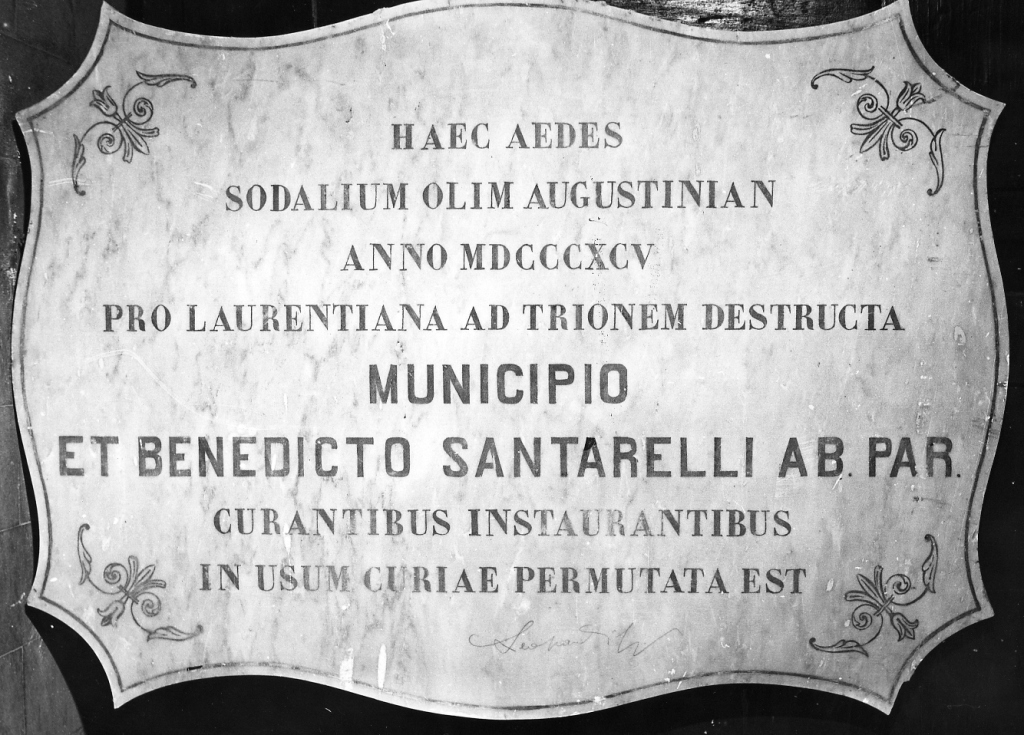 HAEC AEDES
SODALIUM OLIM AUGUSTINIAN
ANNO MDCCCXCV
PRO LAURENTIANA AD TRIONEM DESTRUCTA
MUNICIPIO
ET BENEDICTO SANTARELLI AB. PAR.
CURANTIBUS INSTAURANTIBUS
IN USUM CURIAE PERMUTATA EST